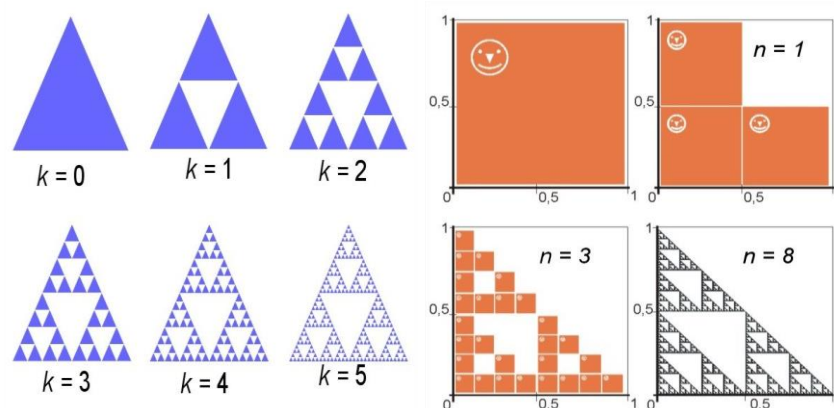 k = 0
k = 1
k = 2
k = 3
k = 4
k = 5
1
0,5
0
0,5
1
1
n = 1
0,5
0
0,5
1
1
n = 3
0,5
0
0,5
1
n = 8
0,5
0
0,5